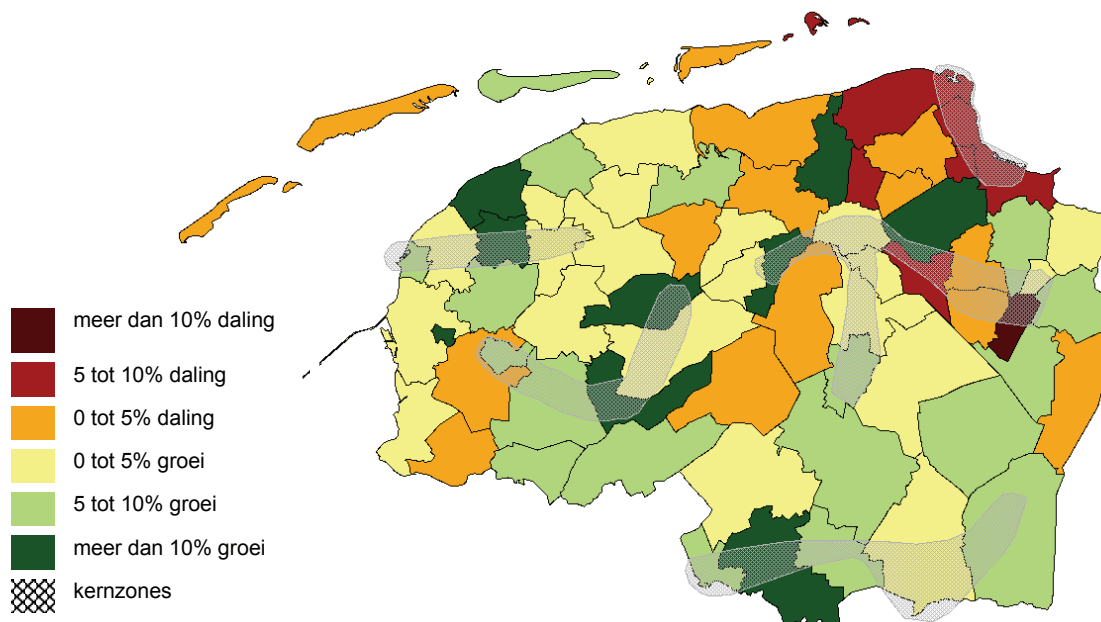 meer dan 10% daling
5 tot 10% daling
0 tot 5% daling
0 tot 5% groei
5 tot 10% groei
meer dan 10% groei
kernzones